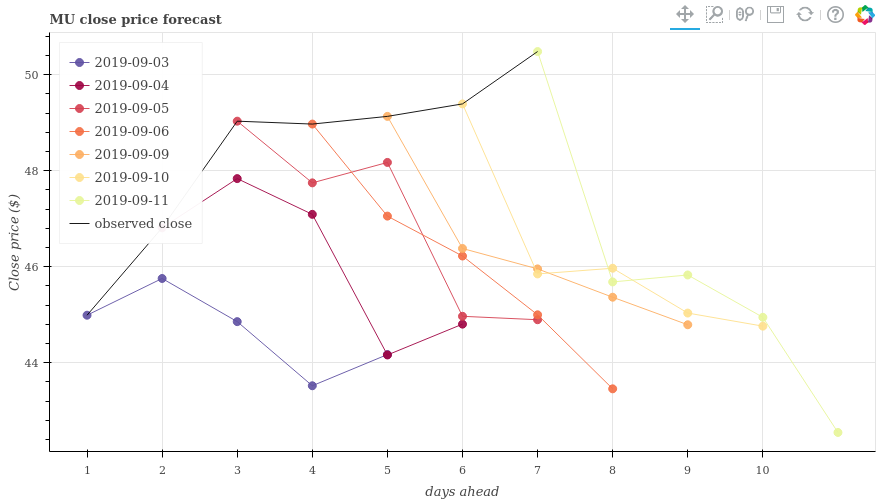 MU close price forecast
2019-09-03
2019-09-04
2019-09-05
2019-09-06
2019-09-09
2019-09-10
2019-09-11
observed close
Close price ($)
50
48
46
44
1 2 3 4 5 6 7 8 9 10
days ahead